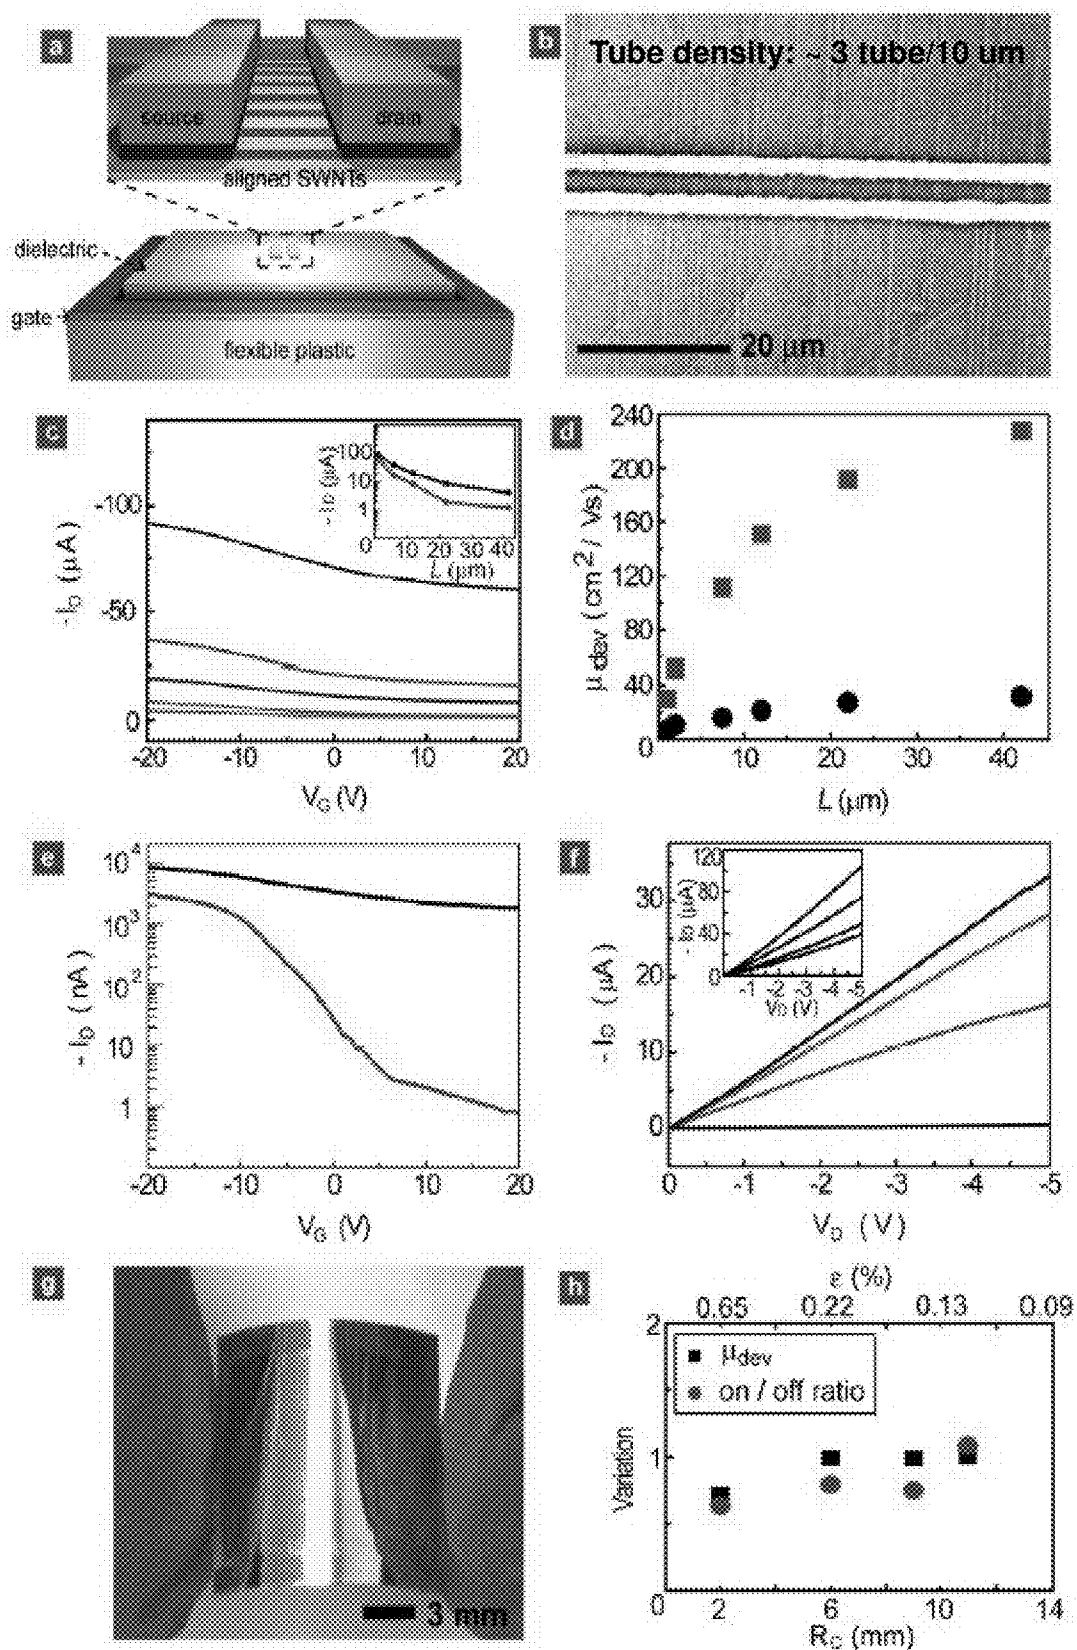 a
source
drain
aligned SWNTs
dielectric
gate
flexible plastic
b
Tube density: ~ 3 tube/10 um
20 μm
c
- I_D (μA)
-100
-50
0
-20 -10 0 10 20
V_G (V)
- I_D (μA)
100
10
1
0 10 20 30 40
L (μm)
d
μ_dev (cm²/ Vs)
240
200
160
120
80
40
0
10 20 30 40
L (μm)
e
- I_D (nA)
10⁴
10³
10²
10
1
-20 -10 0 10 20
V_G (V)
f
- I_D (μA)
30
20
10
0
0 -1 -2 -3 -4 -5
V_D (V)
- I_D (μA)
120
80
40
0
-1 -2 -3 -4 -5
V_D (V)
g
3 mm
h
ε (%)
0.65 0.22 0.13 0.09
Variation
2
1
0
μ_dev
on / off ratio
2 6 10 14
R_C (mm)